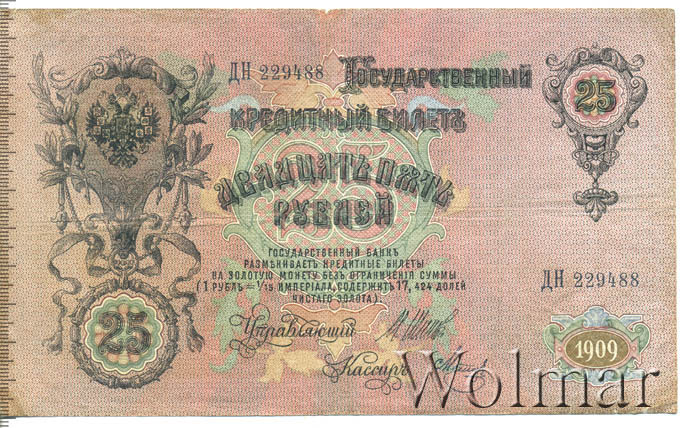 ДН 229488 Государственный
25
Кредитный Билетъ
25
Двадцать пять
рублей
Государственный Банкъ
размѣниваетъ кредитные билеты
на золотую монету безъ ограниченія суммы
(1 рубль = 1/15 имперіала, содержитъ 17, 424 долей
чистаго золота).
ДН 229488
25
Управляющій
Кассиръ
1909
Wolmar